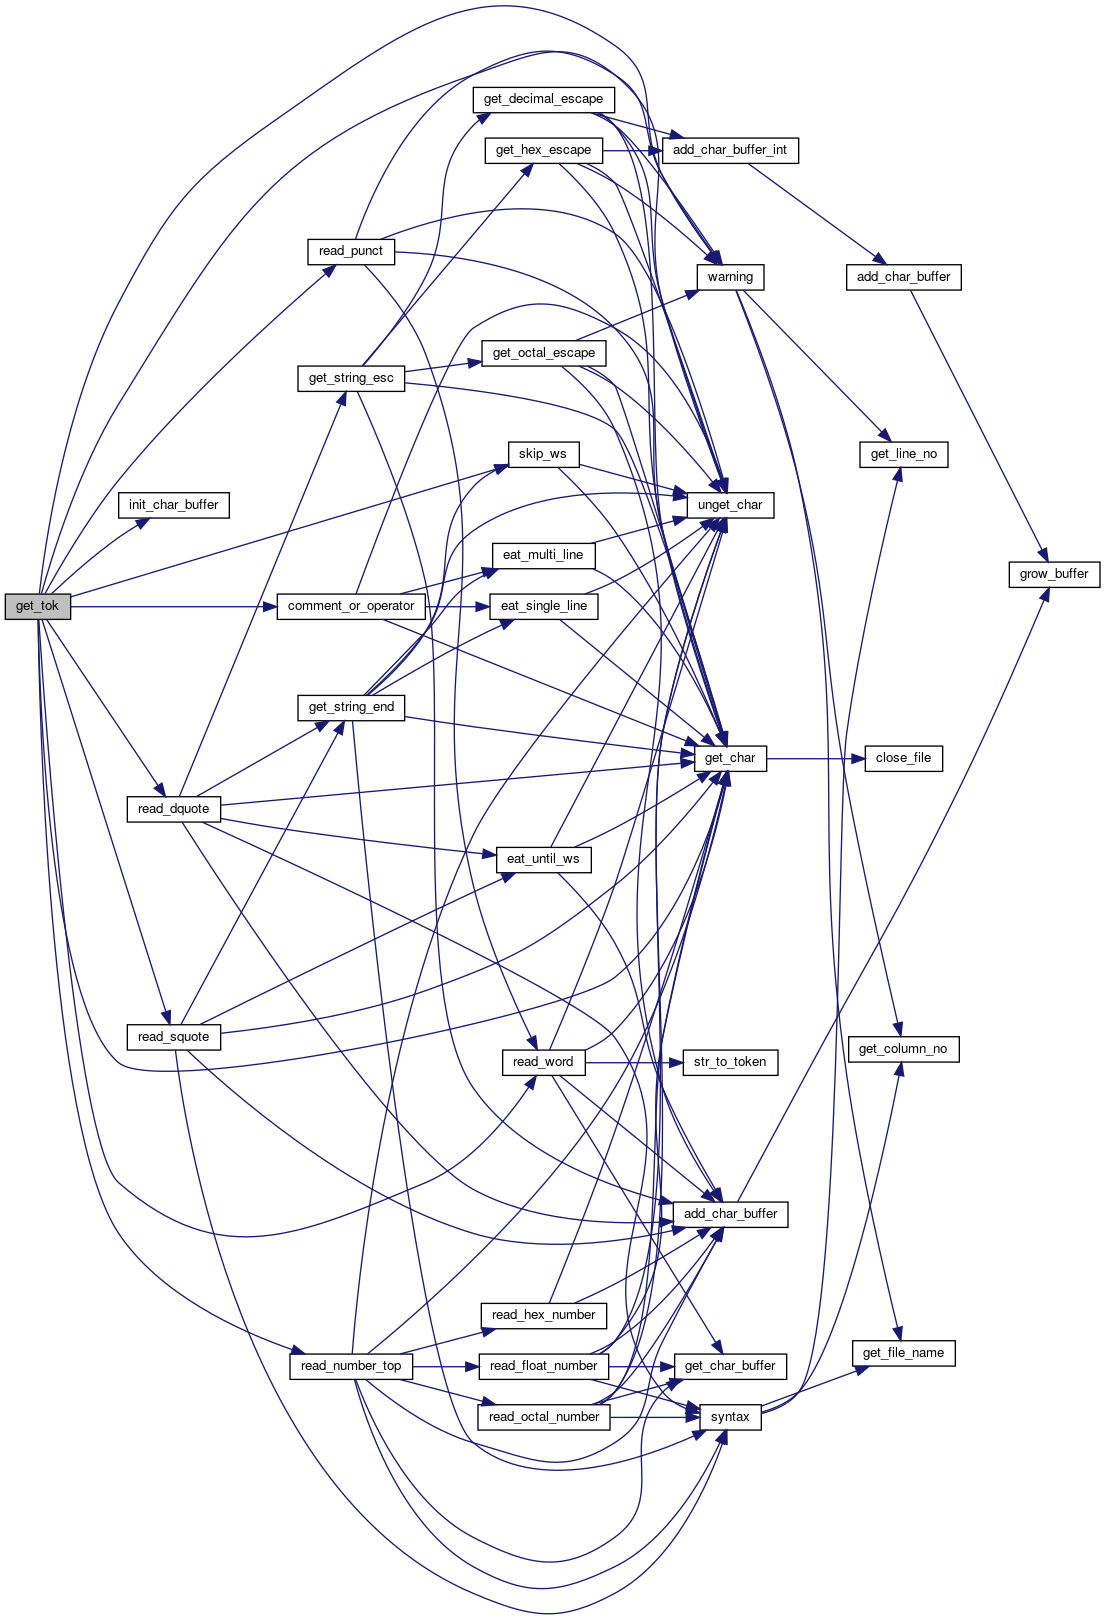 get_decimal_escape
get_hex_escape
add_char_buffer_int
read_punct
warning
add_char_buffer
get_octal_escape
get_string_esc
skip_ws
get_line_no
init_char_buffer
unget_char
eat_multi_line
grow_buffer
get_tok
comment_or_operator
eat_single_line
get_string_end
get_char
close_file
read_dquote
eat_until_ws
read_squote
get_column_no
read_word
str_to_token
add_char_buffer
read_hex_number
get_file_name
read_number_top
read_float_number
get_char_buffer
read_octal_number
syntax